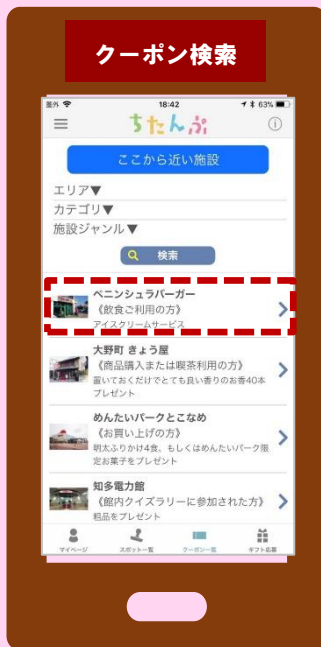 クーポン検索
圏外 18:42 63%
ちたんぷ
ここから近い施設
エリア▼
カテゴリ▼
施設ジャンル▼
検索
ペニンシュラバーガー
《飲食ご利用の方》
アイスクリームサービス
大野町 きょう屋
《商品購入または喫茶利用の方》
置いておくだけでとても良い香りのお香40本
プレゼント
めんたいパークとこなめ
《お買い上げの方》
明太ふりかけ4食、もしくはめんたいパーク限
定お菓子をプレゼント
知多電力館
《館内クイズラリーに参加された方》
粗品をプレゼント
マイページ スポット一覧 クーポン一覧 ギフト応募